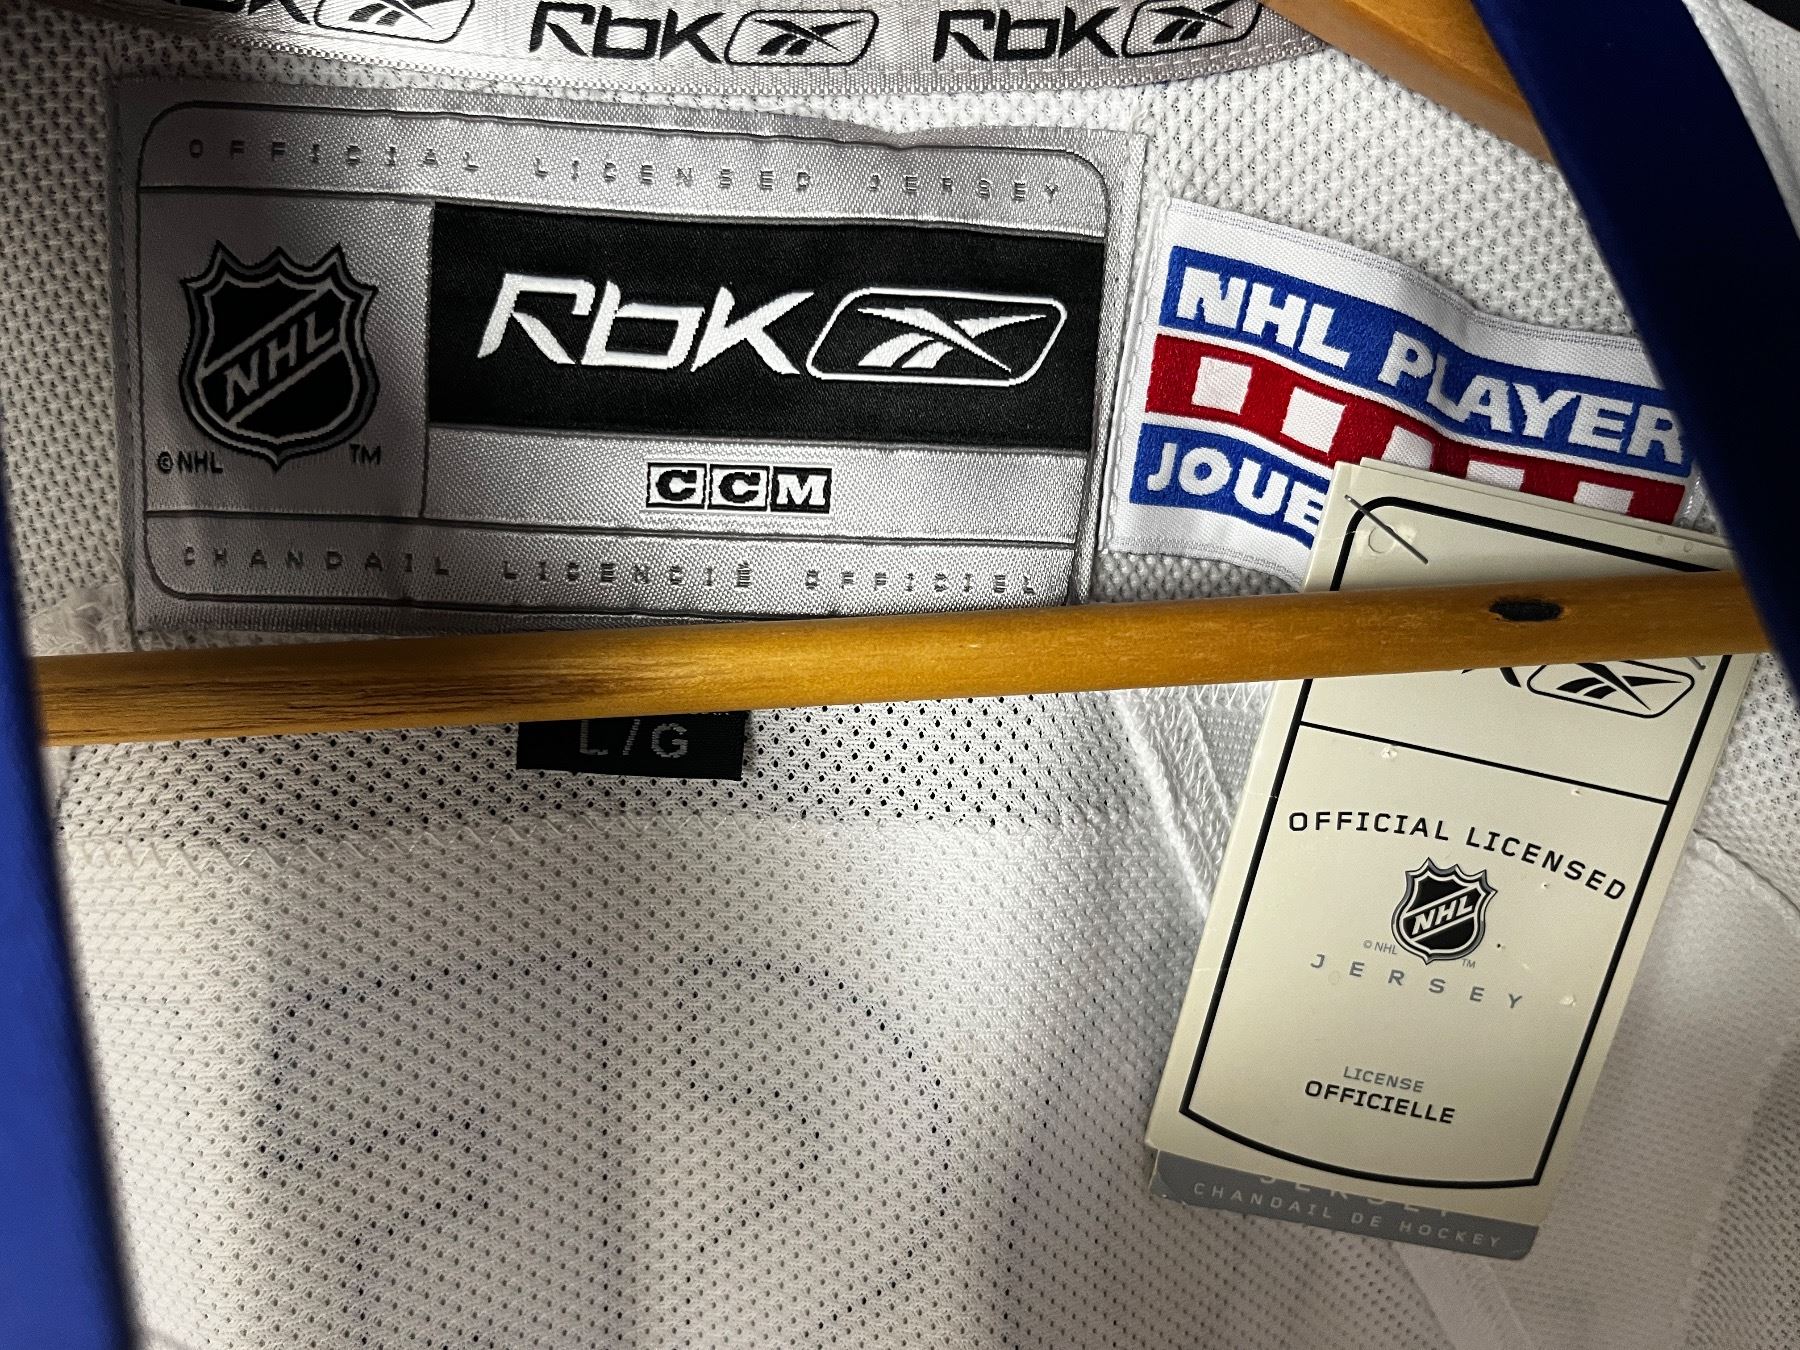 RbK RbK
OFFICIAL LICENSED JERSEY
NHL
©NHL TM
RbK
CCM
CHANDAIL LICENCIÉ OFFICIEL
NHL PLAYER
L/G
OFFICIAL LICENSED
NHL
© NHL TM
JERSEY
LICENSE
OFFICIELLE
JERSEY
CHANDAIL DE HOCKEY